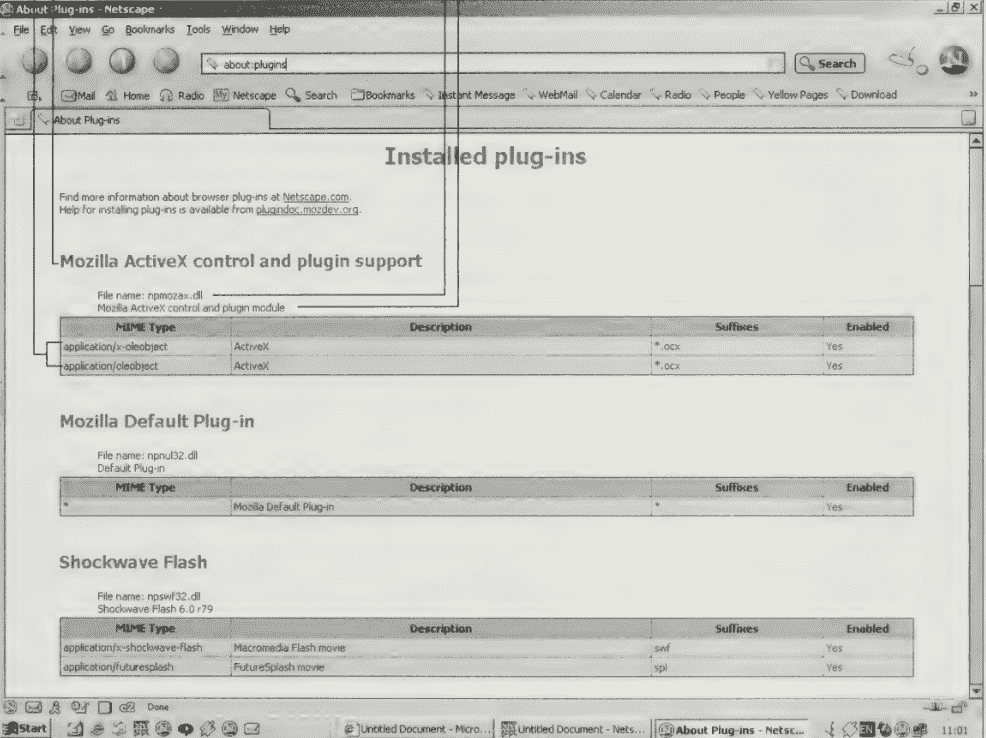 About Plug-ins - Netscape
File Edit View Go Bookmarks Tools Window Help
about:plugins Search
Mail Home Radio My Netscape Search Bookmarks Instant Message WebMail Calendar Radio People Yellow Pages Download »
About Plug-ins
Installed plug-ins
Find more information about browser plug-ins at Netscape.com.
Help for installing plug-ins is available from plugindoc.mozdev.org.
Mozilla ActiveX control and plugin support
File name: npmozax.dll
Mozilla ActiveX control and plugin module
MIME Type Description Suffixes Enabled
application/x-oleobject ActiveX *.ocx Yes
application/oleobject ActiveX *.ocx Yes
Mozilla Default Plug-in
File name: npnul32.dll
Default Plug-in
MIME Type Description Suffixes Enabled
* Mozilla Default Plug-in * Yes
Shockwave Flash
File name: npswf32.dll
Shockwave Flash 6.0 r79
MIME Type Description Suffixes Enabled
application/x-shockwave-flash Macromedia Flash movie swf Yes
application/futuresplash FutureSplash movie spl Yes
Done
Start Untitled Document - Micro... Untitled Document - Nets... About Plug-ins - Netsc... EN 11:01